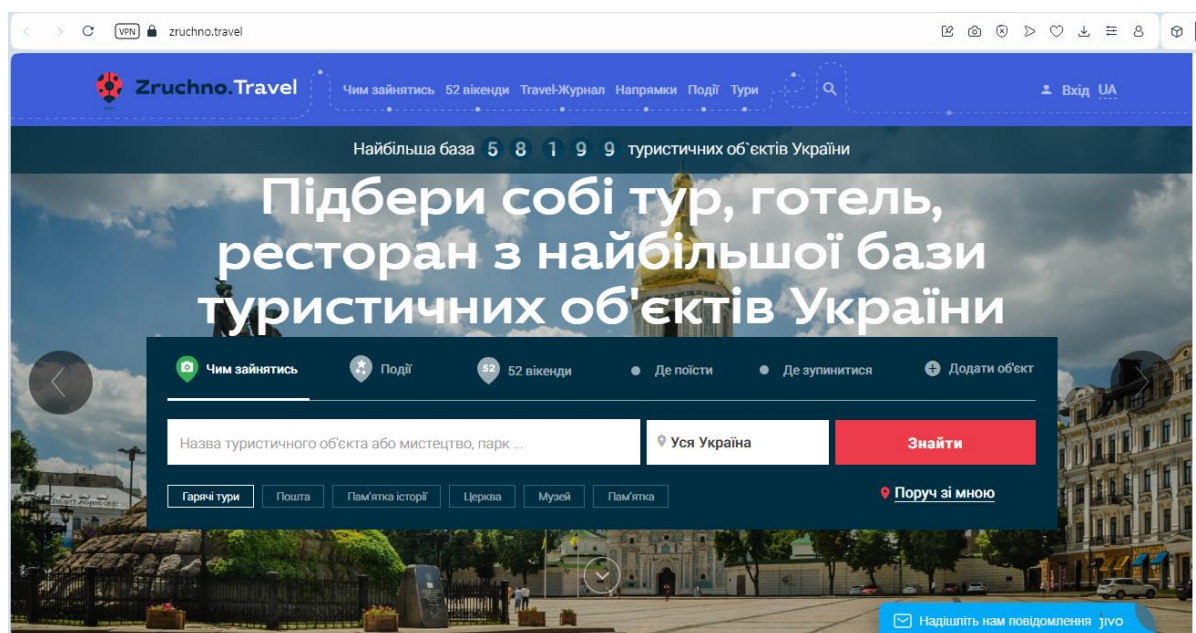 VPN zruchno.travel
Zruchno.Travel
Чим зайнятись 52 вікенди Travel-Журнал Напрямки Події Тури
Вхід UA
Найбільша база 5 8 1 9 9 туристичних об`єктів України
Підбери собі тур, готель,
ресторан з найбільшої бази
туристичних об'єктів України
Чим зайнятись Події 52 52 вікенди Де поїсти Де зупинитися Додати об'єкт
Назва туристичного об'єкта або мистецтво, парк ... Уся Україна Знайти
Гарячі тури Пошта Пам'ятка історії Церква Музей Пам'ятка Поруч зі мною
Надішліть нам повідомлення jivo